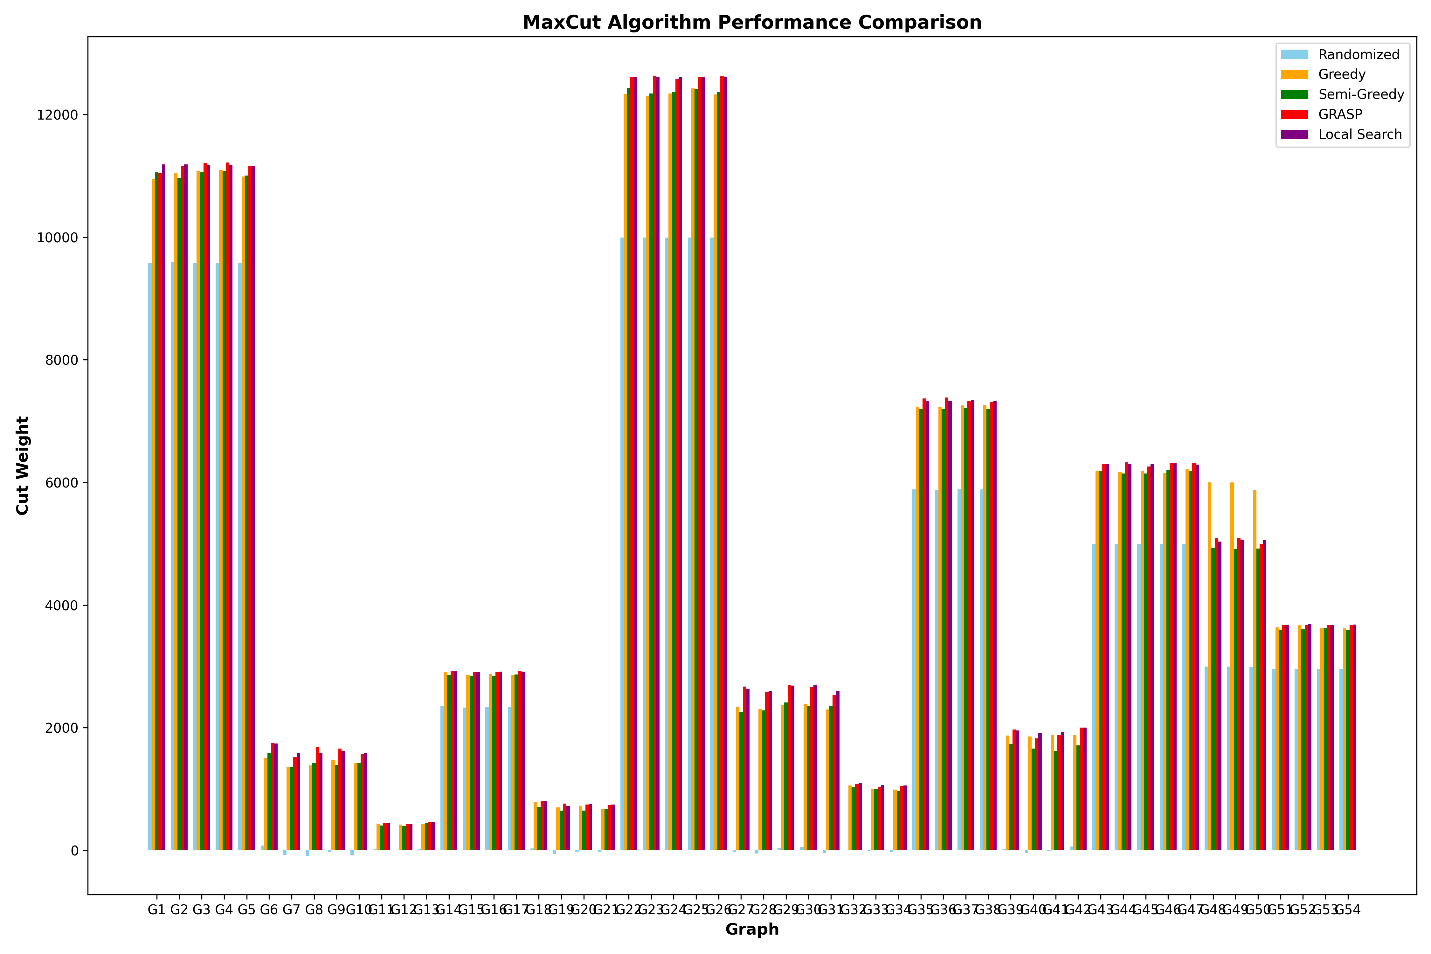 MaxCut Algorithm Performance Comparison
Randomized
Greedy
Semi-Greedy
GRASP
Local Search
12000
10000
8000
6000
4000
2000
0
Cut Weight
G1 G2 G3 G4 G5 G6 G7 G8 G9 G10 G11 G12 G13 G14 G15 G16 G17 G18 G19 G20 G21 G22 G23 G24 G25 G26 G27 G28 G29 G30 G31 G32 G33 G34 G35 G36 G37 G38 G39 G40 G41 G42 G43 G44 G45 G46 G47 G48 G49 G50 G51 G52 G53 G54
Graph